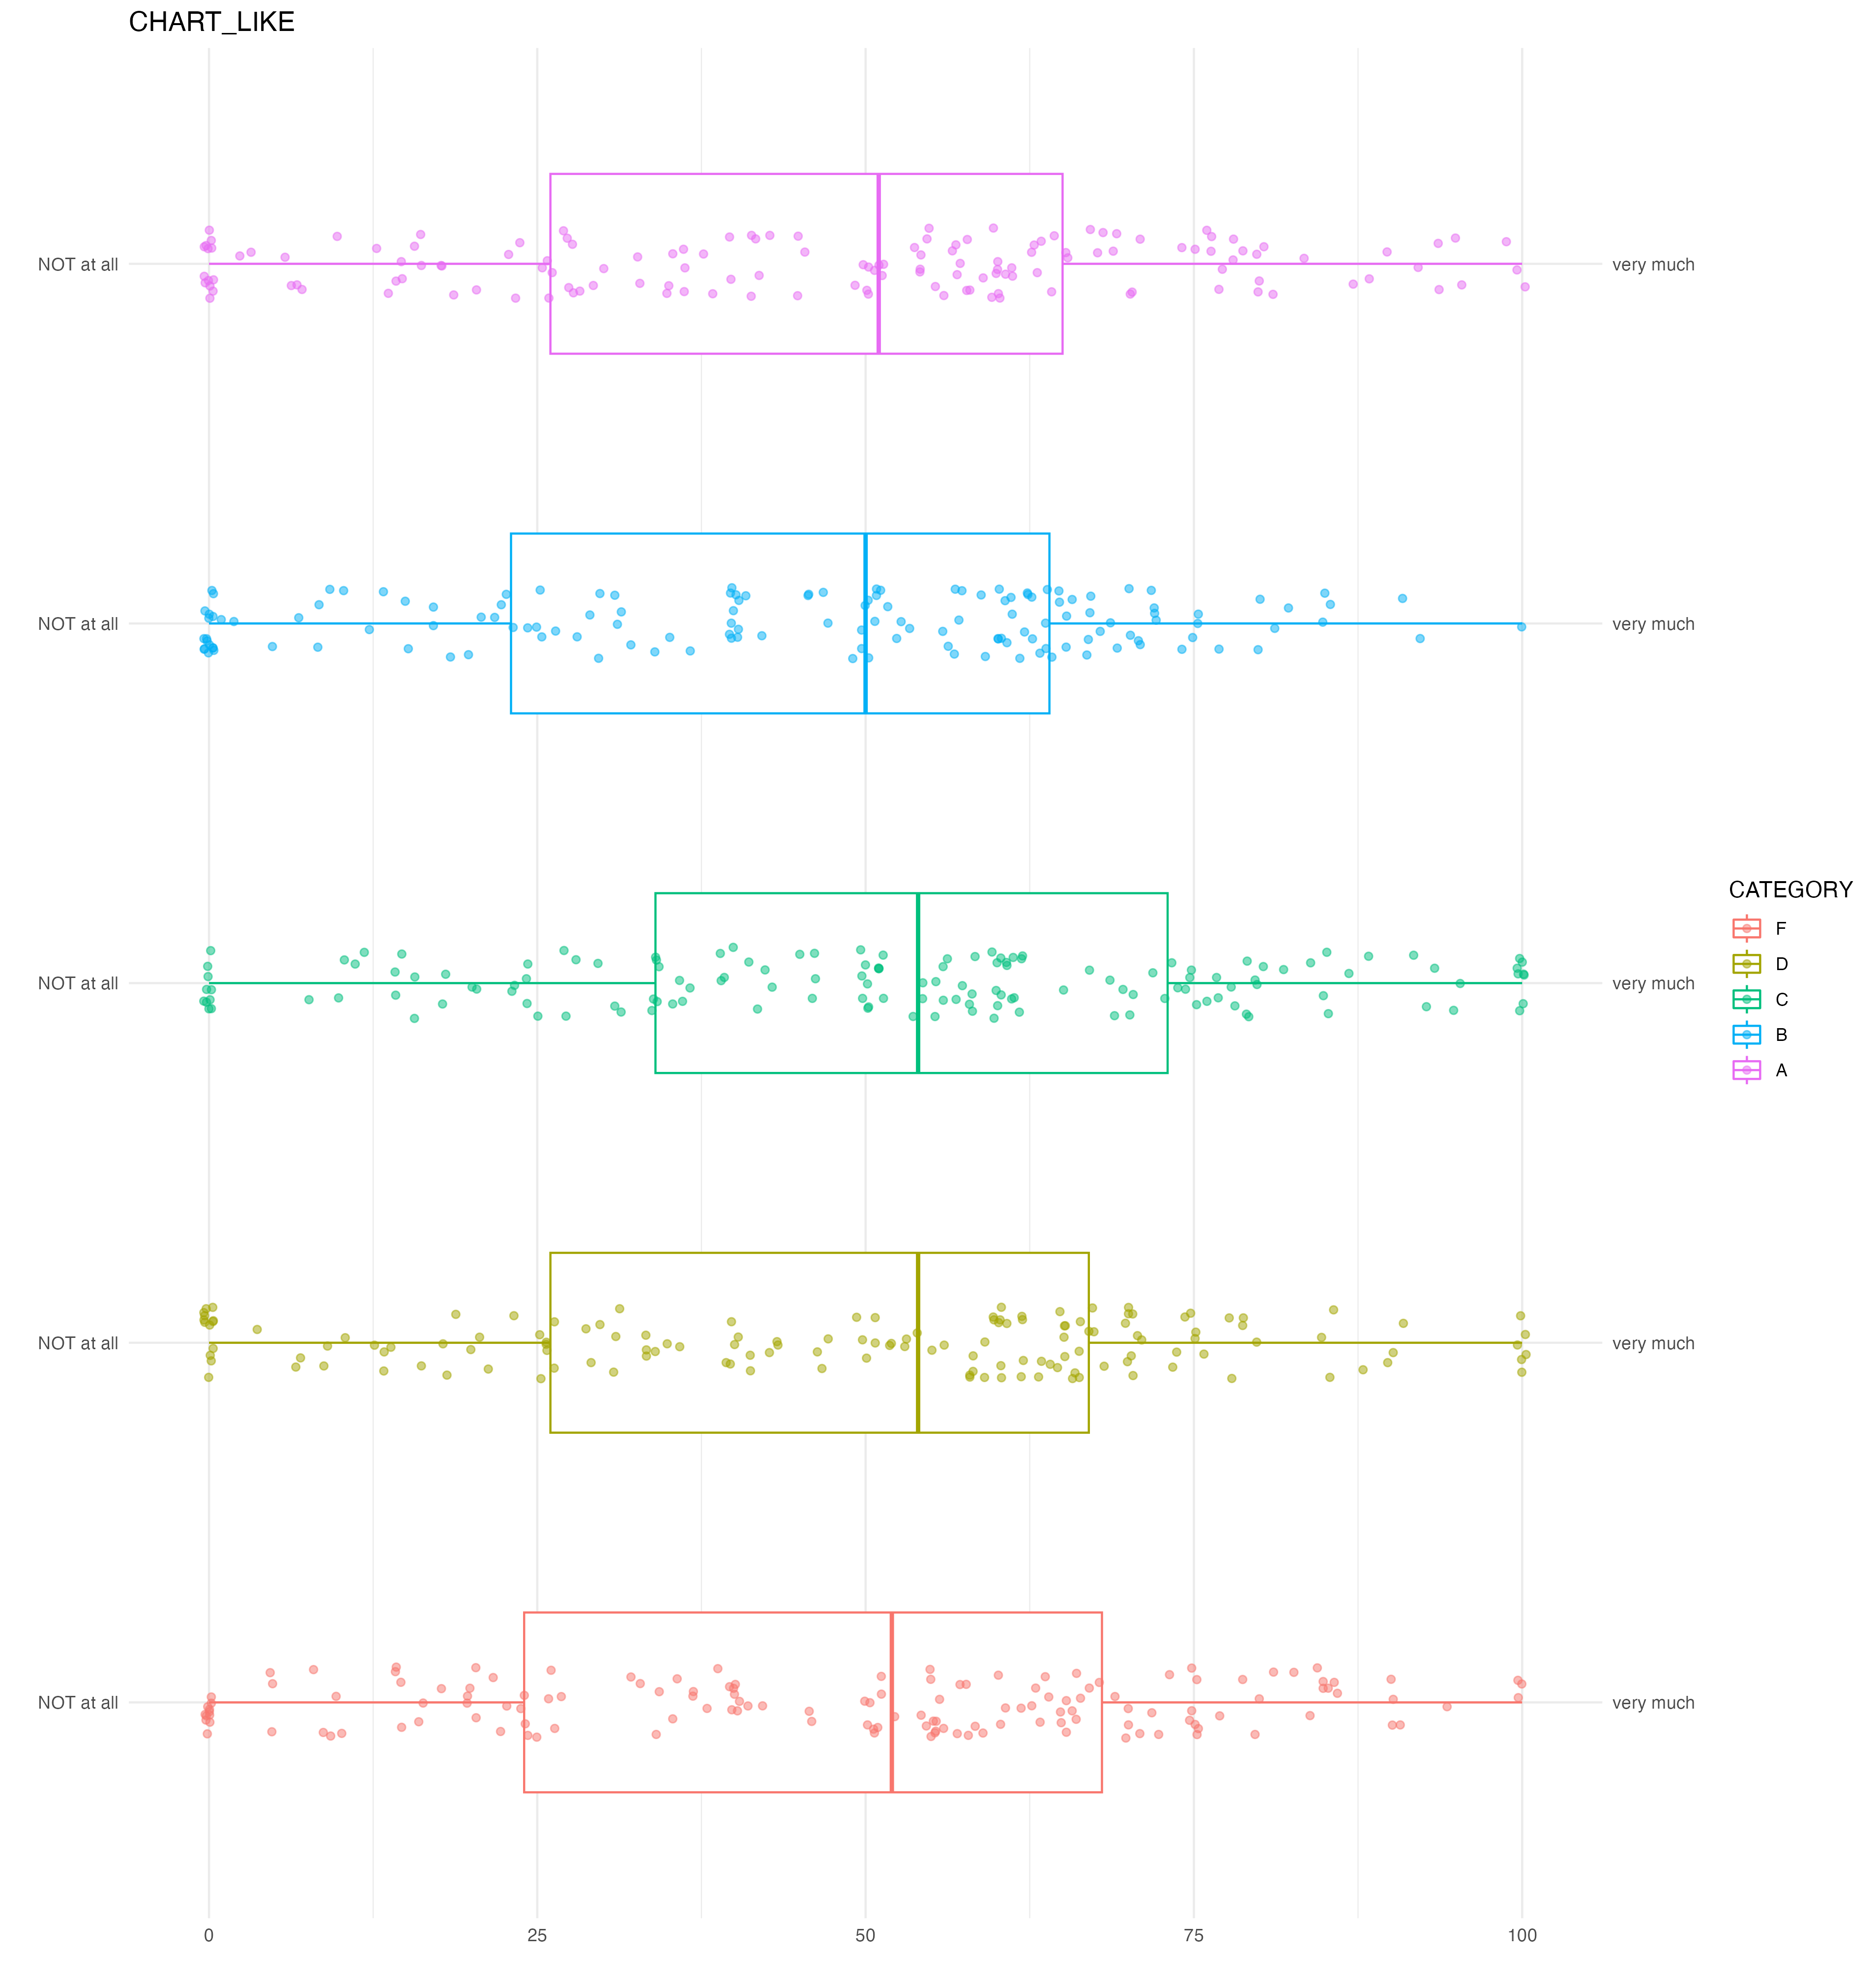 CHART_LIKE
NOT at all
very much
NOT at all
very much
NOT at all
very much
CATEGORY
F
D
C
B
A
NOT at all
very much
NOT at all
very much
0
25
50
75
100